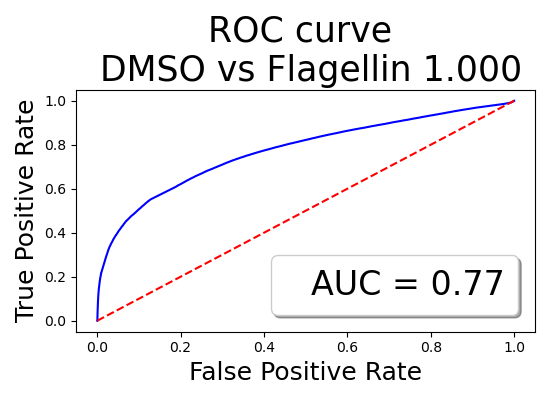 ROC curve
DMSO vs Flagellin 1.000
True Positive Rate
1.0
0.8
0.6
0.4
0.2
0.0
AUC = 0.77
0.0 0.2 0.4 0.6 0.8 1.0
False Positive Rate